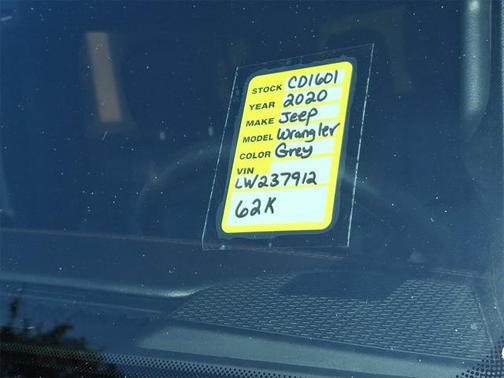 STOCK CD1601
YEAR 2020
MAKE Jeep
MODEL Wrangler
COLOR Grey
VIN
LW237912
62K